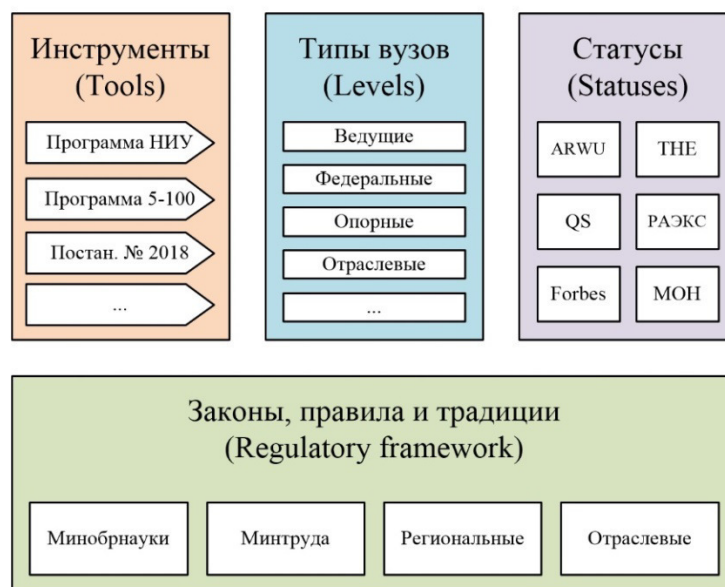 Инструменты
(Tools)
Программа НИУ
Программа 5-100
Постан. № 2018
...
Типы вузов
(Levels)
Ведущие
Федеральные
Опорные
Отраслевые
...
Статусы
(Statuses)
ARWU
THE
QS
РАЭКС
Forbes
МОН
Законы, правила и традиции
(Regulatory framework)
Минобрнауки
Минтруда
Региональные
Отраслевые